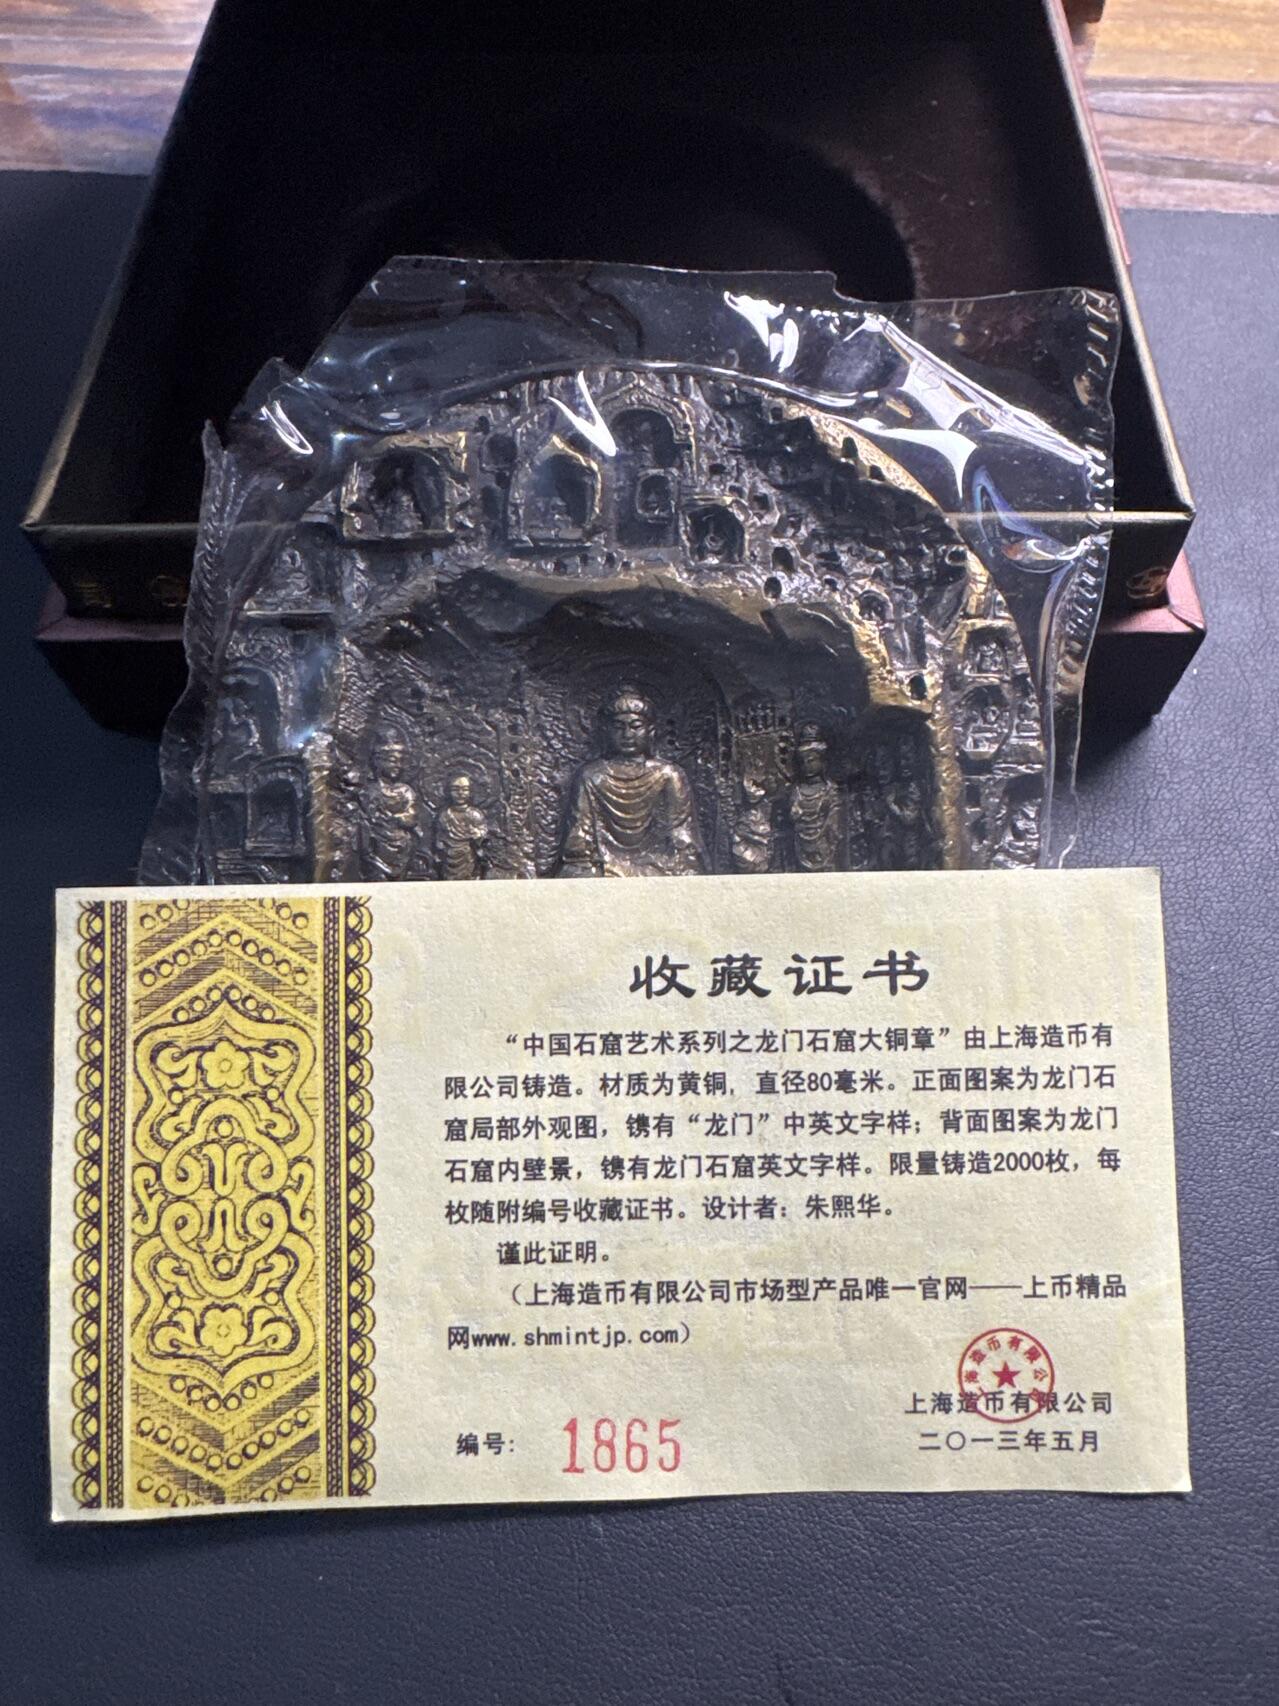 收藏证书
“中国石窟艺术系列之龙门石窟大铜章”由上海造币有
限公司铸造。材质为黄铜，直径80毫米。正面图案为龙门石
窟局部外观图，镌有“龙门”中英文字样；背面图案为龙门
石窟内壁景，镌有龙门石窟英文字样。限量铸造2000枚，每
枚随附编号收藏证书。设计者：朱熙华。
谨此证明。
（上海造币有限公司市场型产品唯一官网——上币精品
网www.shmintjp.com）
上海造币有限公司
上海造币有限公司
编号：1865
二〇一三年五月